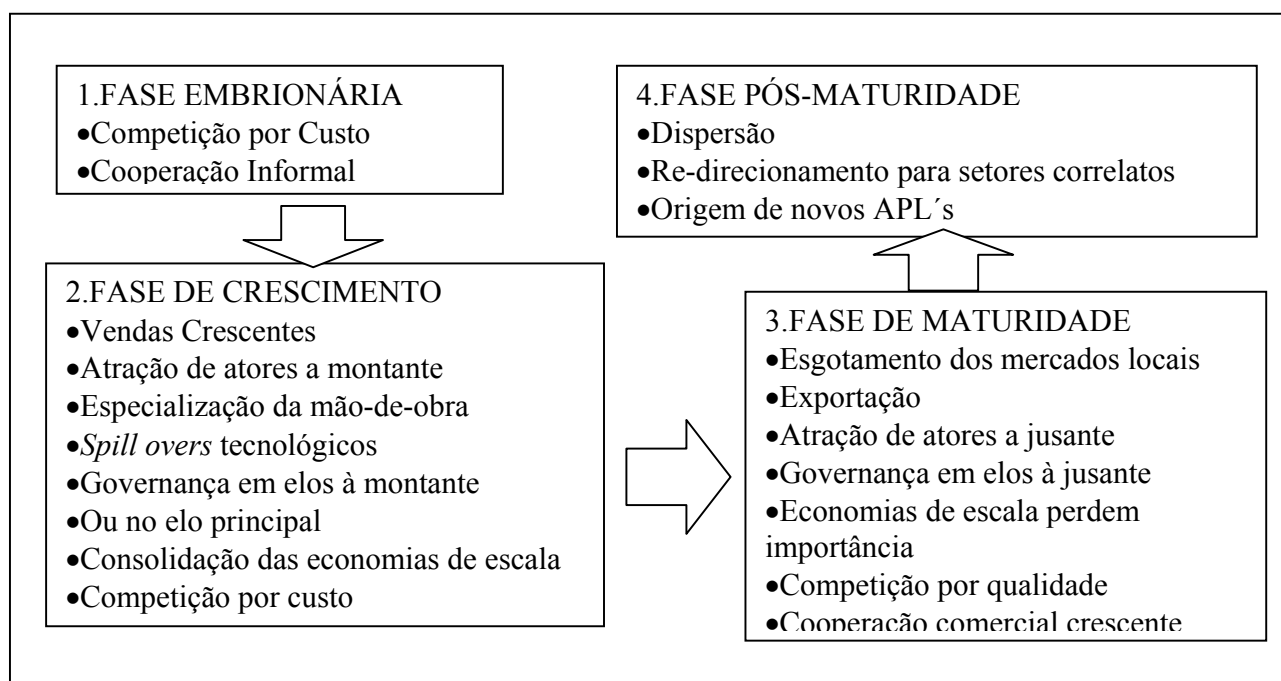 1.FASE EMBRIONÁRIA
•Competição por Custo
•Cooperação Informal
2.FASE DE CRESCIMENTO
•Vendas Crescentes
•Atração de atores a montante
•Especialização da mão-de-obra
•Spill overs tecnológicos
•Governança em elos à montante
•Ou no elo principal
•Consolidação das economias de escala
•Competição por custo
3.FASE DE MATURIDADE
•Esgotamento dos mercados locais
•Exportação
•Atração de atores a jusante
•Governança em elos à jusante
•Economias de escala perdem
importância
•Competição por qualidade
•Cooperação comercial crescente
4.FASE PÓS-MATURIDADE
•Dispersão
•Re-direcionamento para setores correlatos
•Origem de novos APL´s